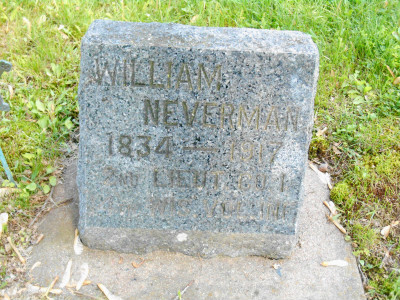 WILLIAM
NEVERMAN
1834 — 1917
2ND LIEUT. CO. I